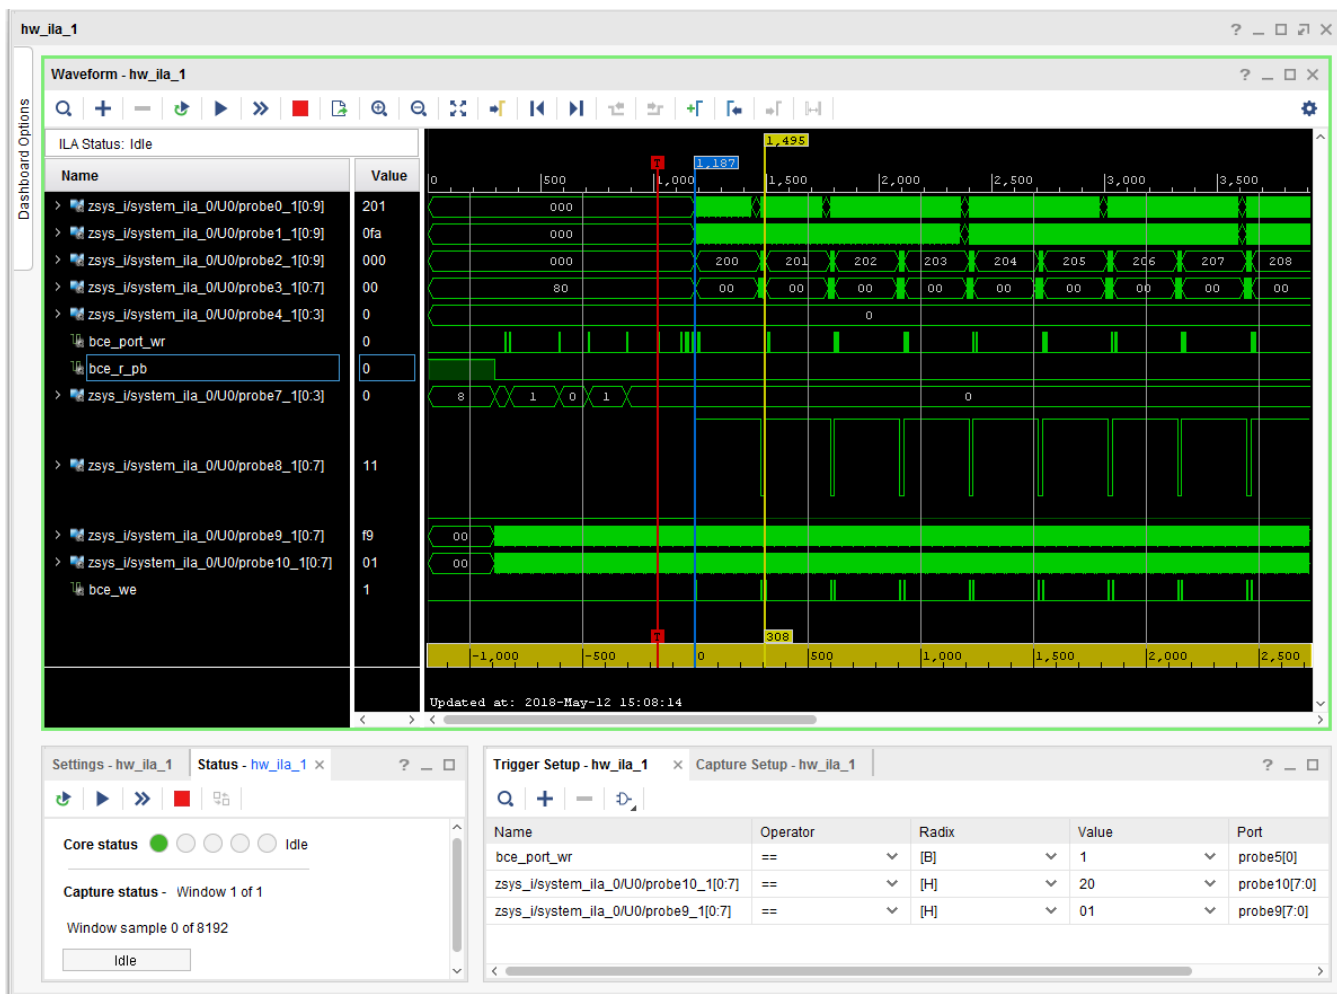 hw_ila_1
Dashboard Options
Waveform - hw_ila_1
ILA Status: Idle
Name Value
1,495
T 1,187
0 500 1,000 1,500 2,000 2,500 3,000 3,500
zsys_i/system_ila_0/U0/probe0_1[0:9] 201 000
zsys_i/system_ila_0/U0/probe1_1[0:9] 0fa 000
zsys_i/system_ila_0/U0/probe2_1[0:9] 000 000 200 201 202 203 204 205 206 207 208
zsys_i/system_ila_0/U0/probe3_1[0:7] 00 80 00 00 00 00 00 00 00 00 00
zsys_i/system_ila_0/U0/probe4_1[0:3] 0 0
bce_port_wr 0
bce_r_pb 0
zsys_i/system_ila_0/U0/probe7_1[0:3] 0 8 1 0 1 0
zsys_i/system_ila_0/U0/probe8_1[0:7] 11
zsys_i/system_ila_0/U0/probe9_1[0:7] f9 00
zsys_i/system_ila_0/U0/probe10_1[0:7] 01 00
bce_we 1
T 308
-1,000 -500 0 500 1,000 1,500 2,000 2,500
Updated at: 2018-May-12 15:08:14
Settings - hw_ila_1 Status - hw_ila_1
Core status Idle
Capture status - Window 1 of 1
Window sample 0 of 8192
Idle
Trigger Setup - hw_ila_1 Capture Setup - hw_ila_1
Name Operator Radix Value Port
bce_port_wr == [B] 1 probe5[0]
zsys_i/system_ila_0/U0/probe10_1[0:7] == [H] 20 probe10[7:0]
zsys_i/system_ila_0/U0/probe9_1[0:7] == [H] 01 probe9[7:0]